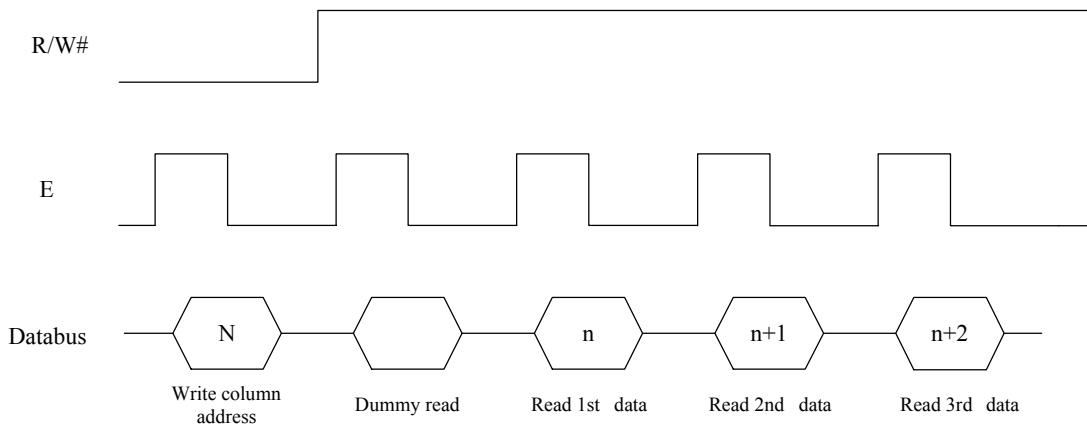 R/W#
E
Databus
N
n
n+1
n+2
Write column
address
Dummy read
Read 1st data
Read 2nd data
Read 3rd data